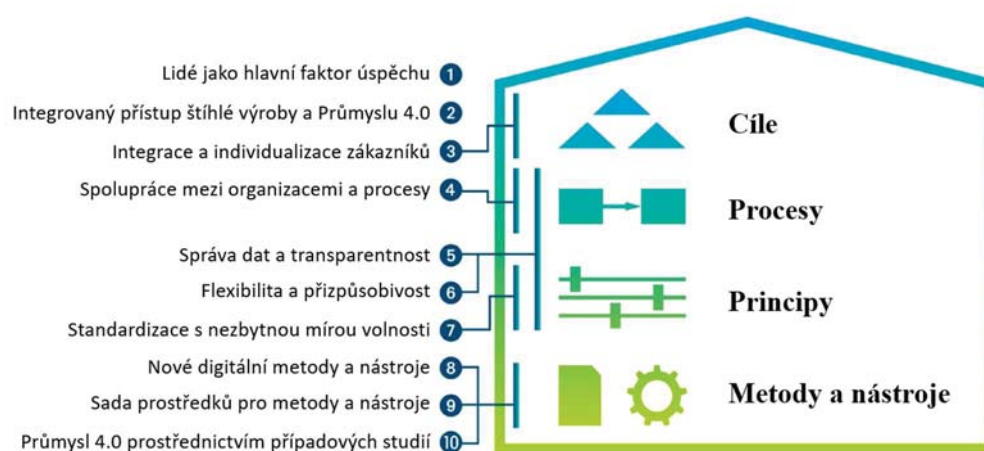 Lidé jako hlavní faktor úspěchu 1
Integrovaný přístup štíhlé výroby a Průmyslu 4.0 2
Integrace a individualizace zákazníků 3
Spolupráce mezi organizacemi a procesy 4
Správa dat a transparentnost 5
Flexibilita a přizpůsobivost 6
Standardizace s nezbytnou mírou volnosti 7
Nové digitální metody a nástroje 8
Sada prostředků pro metody a nástroje 9
Průmysl 4.0 prostřednictvím případových studií 10
Cíle
Procesy
Principy
Metody a nástroje